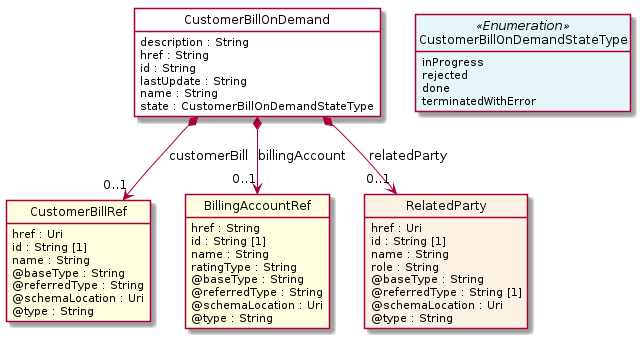 CustomerBillOnDemand
description : String
href : String
id : String
lastUpdate : String
name : String
state : CustomerBillOnDemandStateType
«Enumeration»
CustomerBillOnDemandStateType
inProgress
rejected
done
terminatedWithError
customerBill
billingAccount
relatedParty
0..1
0..1
0..1
CustomerBillRef
href : Uri
id : String [1]
name : String
@baseType : String
@referredType : String
@schemaLocation : Uri
@type : String
BillingAccountRef
href : String
id : String [1]
name : String
ratingType : String
@baseType : String
@referredType : String
@schemaLocation : Uri
@type : String
RelatedParty
href : Uri
id : String [1]
name : String
role : String
@baseType : String
@referredType : String [1]
@schemaLocation : Uri
@type : String